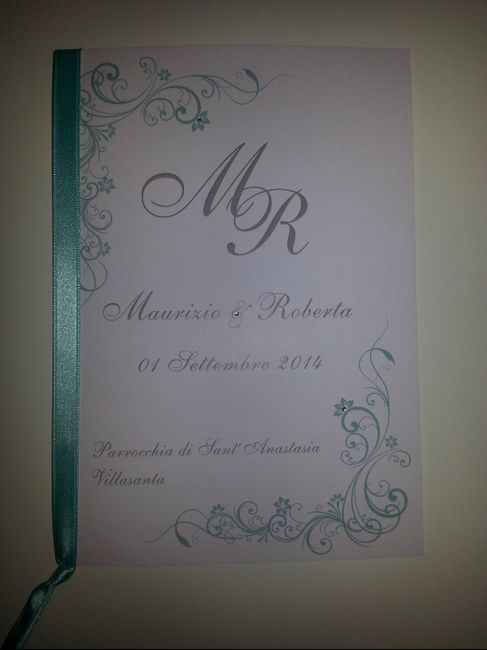 MR
Maurizio & Roberta
01 Settembre 2014
Parrocchia di Sant' Anastasia
Villasanta